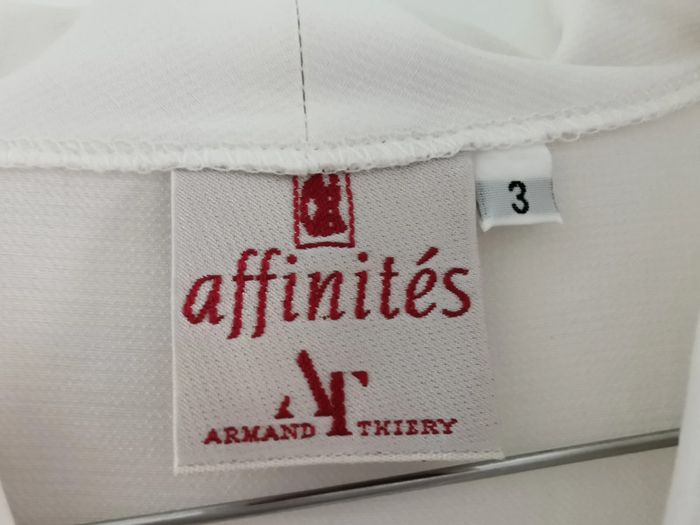 3
affinités
AT
ARMAND THIERY